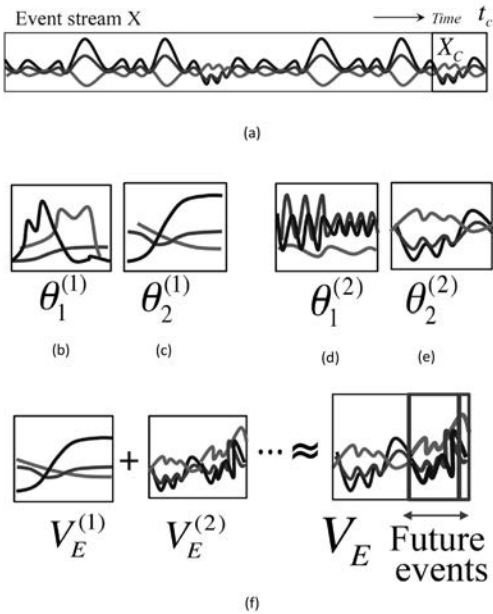 Event stream X → Time t_c
X_C
(a)
θ_1^(1) θ_2^(1) θ_1^(2) θ_2^(2)
(b) (c) (d) (e)
+ ··· ≈
V_E^(1) V_E^(2) V_E Future
events
(f)